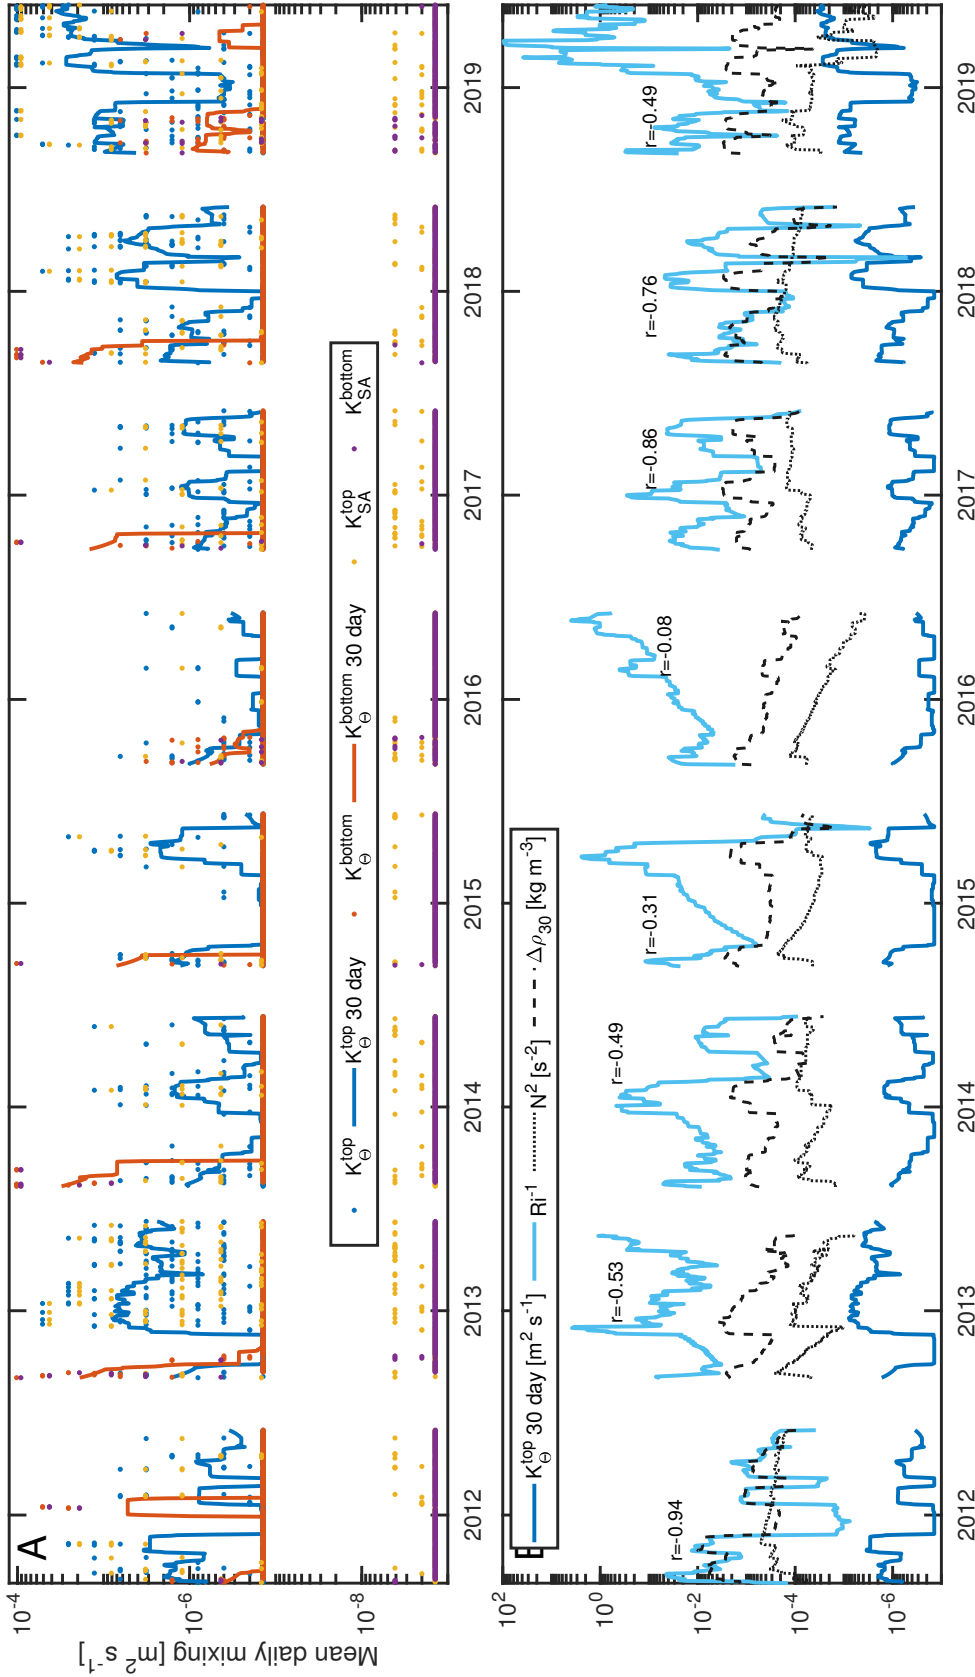 A
Mean daily mixing [m² s⁻¹]
10⁻⁴
10⁻⁶
10⁻⁸
K_Θ^top
K_Θ^top 30 day
K_Θ^bottom
K_Θ^bottom 30 day
K_SA^top
K_SA^bottom
2012 2013 2014 2015 2016 2017 2018 2019
K_Θ^top 30 day [m² s⁻¹]
Ri⁻¹
N² [s⁻²]
Δρ₃₀ [kg m⁻³]
10²
10⁰
10⁻²
10⁻⁴
10⁻⁶
r=-0.94
r=-0.53
r=-0.49
r=-0.31
r=-0.08
r=-0.86
r=-0.76
r=-0.49
2012 2013 2014 2015 2016 2017 2018 2019